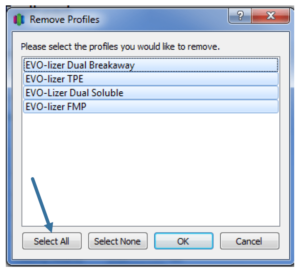 Remove Profiles
Please select the profiles you would like to remove.
EVO-lizer Dual Breakaway
EVO-lizer TPE
EVO-Lizer Dual Soluble
EVO-lizer FMP
Select All
Select None
OK
Cancel